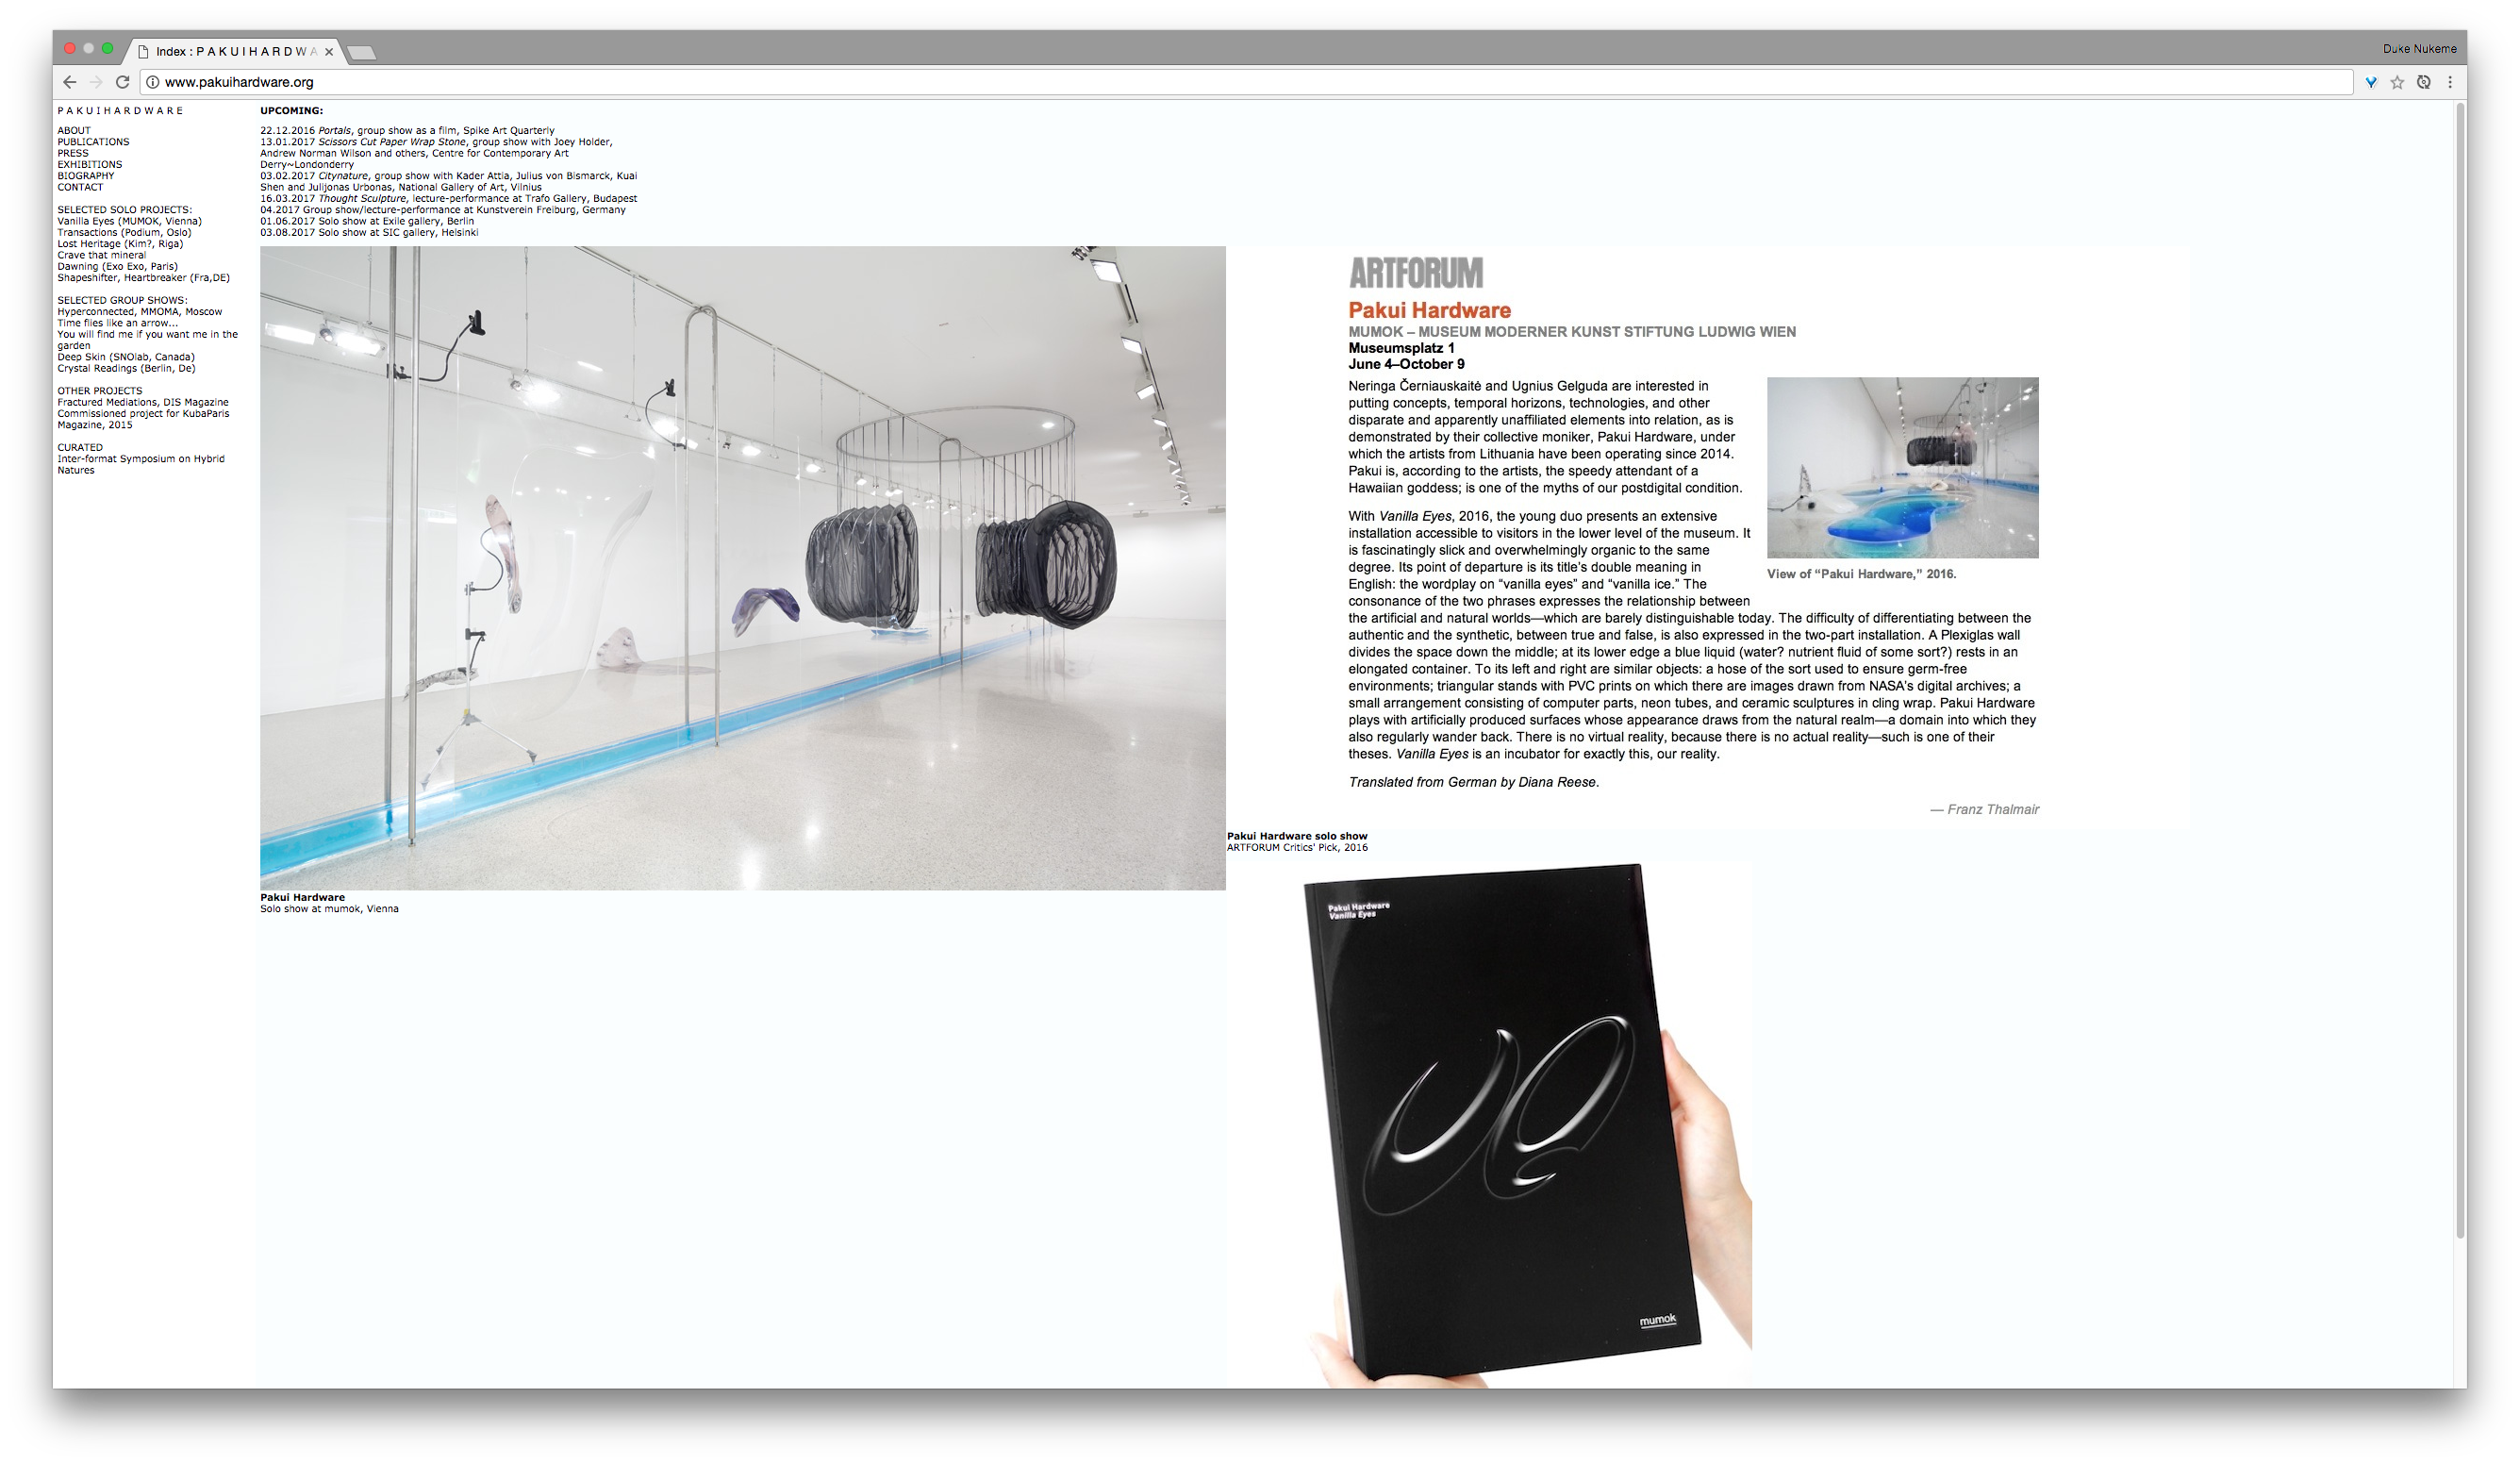 Index : P A K U I H A R D W A
Duke Nukeme
www.pakuihardware.org
P A K U I H A R D W A R E
ABOUT
PUBLICATIONS
PRESS
EXHIBITIONS
BIOGRAPHY
CONTACT
SELECTED SOLO PROJECTS:
Vanilla Eyes (MUMOK, Vienna)
Transactions (Podium, Oslo)
Lost Heritage (Kim?, Riga)
Crave that mineral
Dawning (Exo Exo, Paris)
Shapeshifter, Heartbreaker (Fra,DE)
SELECTED GROUP SHOWS:
Hyperconnected, MMOMA, Moscow
Time flies like an arrow...
You will find me if you want me in the
garden
Deep Skin (SNOlab, Canada)
Crystal Readings (Berlin, De)
OTHER PROJECTS
Fractured Mediations, DIS Magazine
Commissioned project for KubaParis
Magazine, 2015
CURATED
Inter-format Symposium on Hybrid
Natures
UPCOMING:
22.12.2016 Portals, group show as a film, Spike Art Quarterly
13.01.2017 Scissors Cut Paper Wrap Stone, group show with Joey Holder,
Andrew Norman Wilson and others, Centre for Contemporary Art
Derry~Londonderry
03.02.2017 Citynature, group show with Kader Attia, Julius von Bismarck, Kuai
Shen and Julijonas Urbonas, National Gallery of Art, Vilnius
16.03.2017 Thought Sculpture, lecture-performance at Trafo Gallery, Budapest
04.2017 Group show/lecture-performance at Kunstverein Freiburg, Germany
01.06.2017 Solo show at Exile gallery, Berlin
03.08.2017 Solo show at SIC gallery, Helsinki
Pakui Hardware
Solo show at mumok, Vienna
ARTFORUM
Pakui Hardware
MUMOK – MUSEUM MODERNER KUNST STIFTUNG LUDWIG WIEN
Museumsplatz 1
June 4–October 9
Neringa Černiauskaitė and Ugnius Gelguda are interested in
putting concepts, temporal horizons, technologies, and other
disparate and apparently unaffiliated elements into relation, as is
demonstrated by their collective moniker, Pakui Hardware, under
which the artists from Lithuania have been operating since 2014.
Pakui is, according to the artists, the speedy attendant of a
Hawaiian goddess; is one of the myths of our postdigital condition.
With Vanilla Eyes, 2016, the young duo presents an extensive
installation accessible to visitors in the lower level of the museum. It
is fascinatingly slick and overwhelmingly organic to the same
degree. Its point of departure is its title's double meaning in
English: the wordplay on “vanilla eyes” and “vanilla ice.” The
consonance of the two phrases expresses the relationship between
the artificial and natural worlds—which are barely distinguishable today. The difficulty of differentiating between the
authentic and the synthetic, between true and false, is also expressed in the two-part installation. A Plexiglas wall
divides the space down the middle; at its lower edge a blue liquid (water? nutrient fluid of some sort?) rests in an
elongated container. To its left and right are similar objects: a hose of the sort used to ensure germ-free
environments; triangular stands with PVC prints on which there are images drawn from NASA's digital archives; a
small arrangement consisting of computer parts, neon tubes, and ceramic sculptures in cling wrap. Pakui Hardware
plays with artificially produced surfaces whose appearance draws from the natural realm—a domain into which they
also regularly wander back. There is no virtual reality, because there is no actual reality—such is one of their
theses. Vanilla Eyes is an incubator for exactly this, our reality.
Translated from German by Diana Reese.
— Franz Thalmair
View of “Pakui Hardware,” 2016.
Pakui Hardware solo show
ARTFORUM Critics' Pick, 2016
Pakui Hardware
Vanilla Eyes
mumok